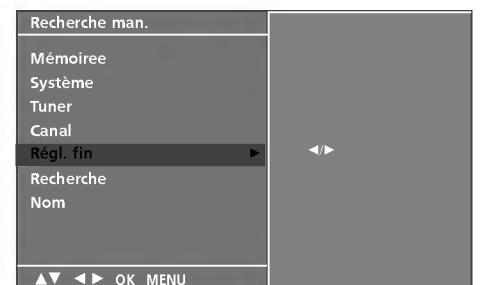 Recherche man.
Mémoiree
Système
Tuner
Canal
Régl. fin ▶ ◀/▶
Recherche
Nom
▲▼ ◀ ▶ OK MENU